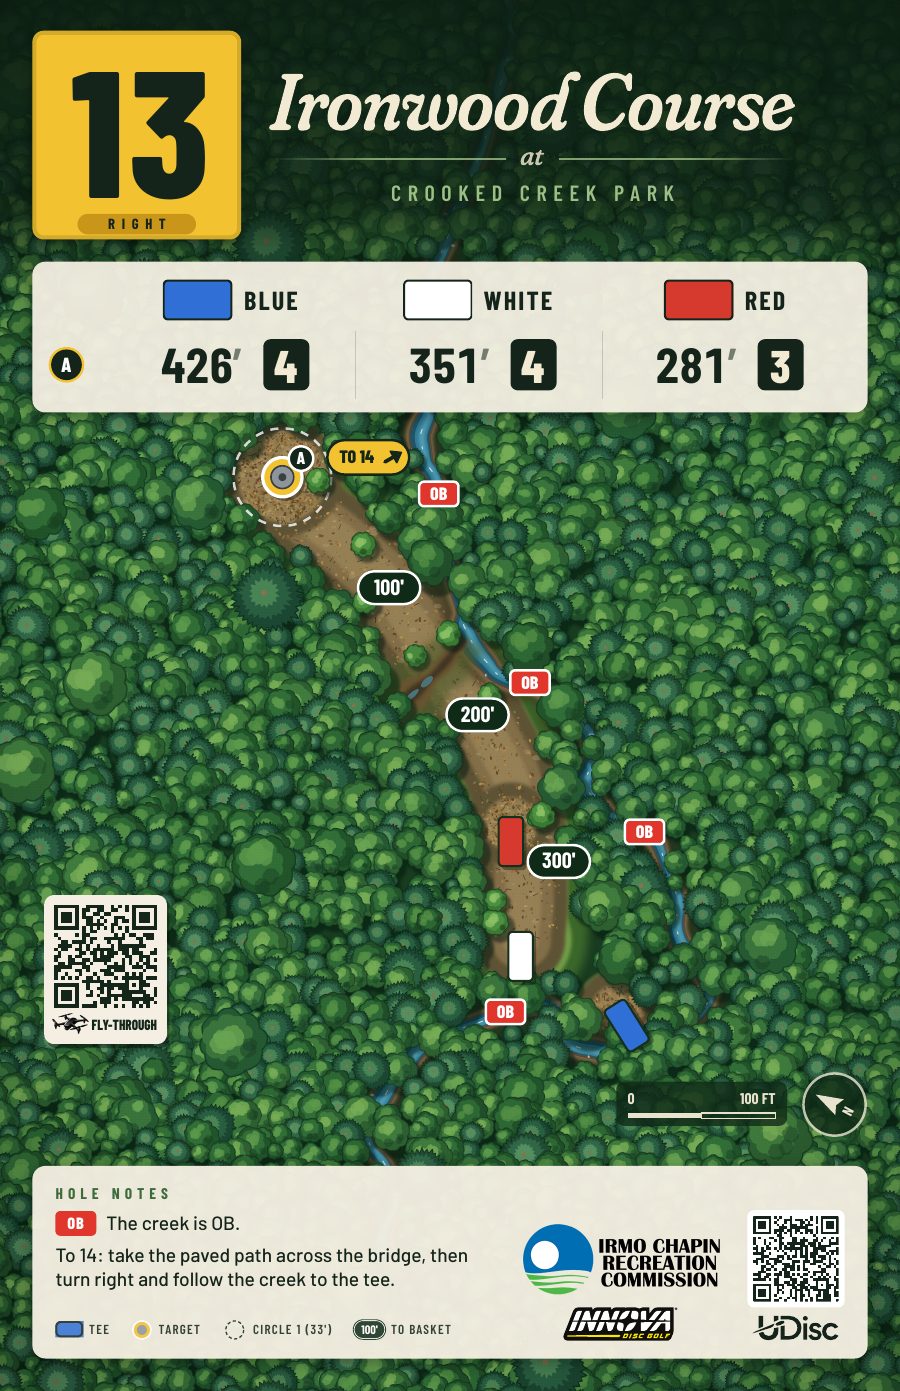 13
RIGHT
Ironwood Course
at
CROOKED CREEK PARK
BLUE
WHITE
RED
A
426' 4
351' 4
281' 3
A
TO 14
OB
100'
OB
200'
OB
300'
OB
FLY-THROUGH
0
100 FT
N
HOLE NOTES
OB The creek is OB.
To 14: take the paved path across the bridge, then
turn right and follow the creek to the tee.
TEE
TARGET
CIRCLE 1 (33')
100' TO BASKET
IRMO CHAPIN
RECREATION
COMMISSION
INNOVA
DISC GOLF
UDisc